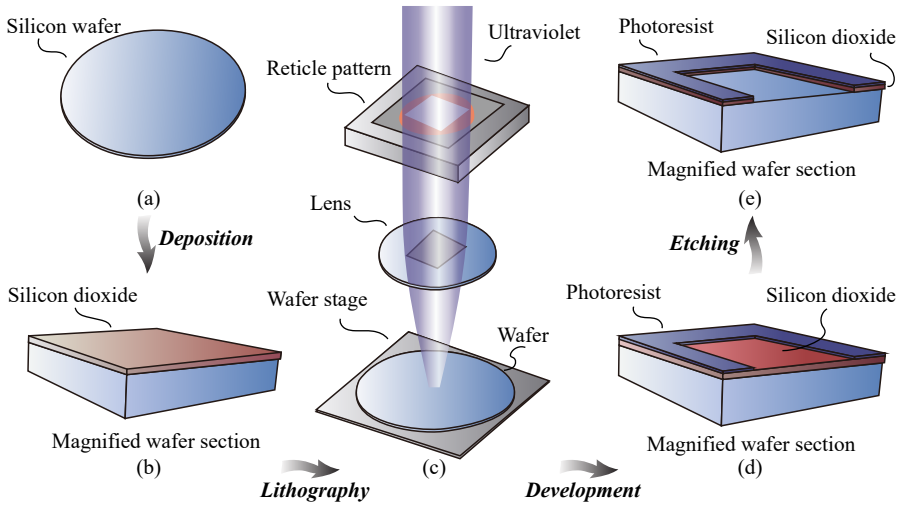 Silicon wafer
(a)
Deposition
Silicon dioxide
Magnified wafer section
(b)
Lithography
Ultraviolet
Reticle pattern
Lens
Wafer stage
Wafer
(c)
Development
Photoresist
Silicon dioxide
Magnified wafer section
(d)
Etching
Photoresist
Silicon dioxide
Magnified wafer section
(e)